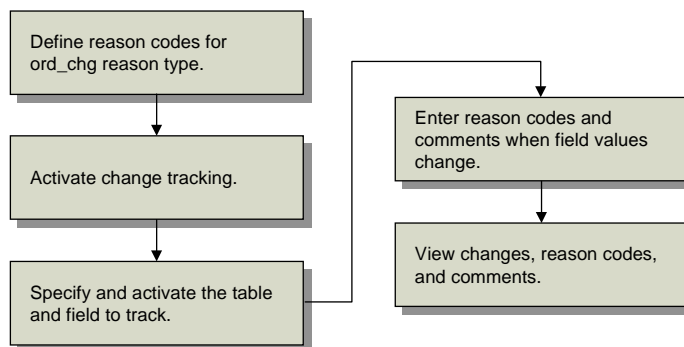 Define reason codes for
ord_chg reason type.
Activate change tracking.
Specify and activate the table
and field to track.
Enter reason codes and
comments when field values
change.
View changes, reason codes,
and comments.